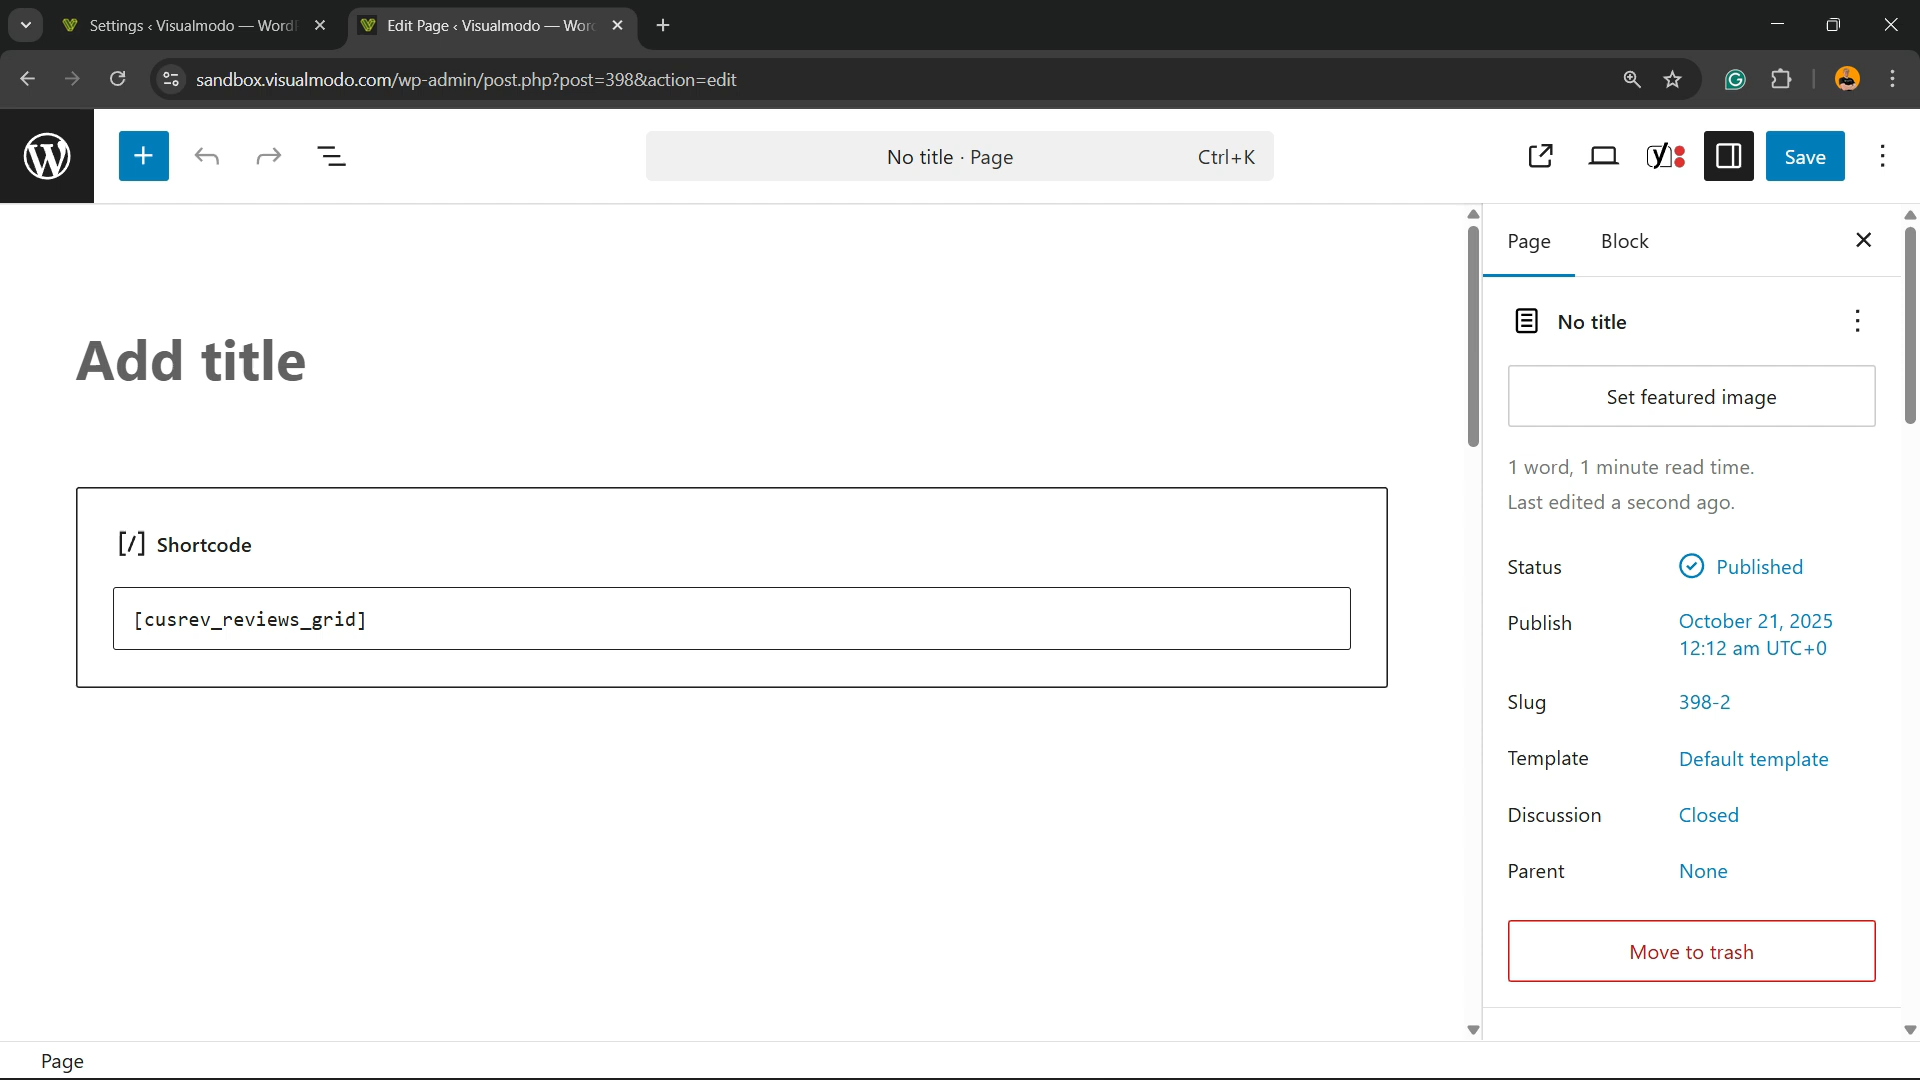 Settings ‹ Visualmodo — Word
Edit Page ‹ Visualmodo — Wor
sandbox.visualmodo.com/wp-admin/post.php?post=398&action=edit
No title · Page
Ctrl+K
Save
Page
Block
No title
Set featured image
1 word, 1 minute read time.
Last edited a second ago.
Status
Published
Publish
October 21, 2025
12:12 am UTC+0
Slug
398-2
Template
Default template
Discussion
Closed
Parent
None
Move to trash
Add title
[/] Shortcode
[cusrev_reviews_grid]
Page